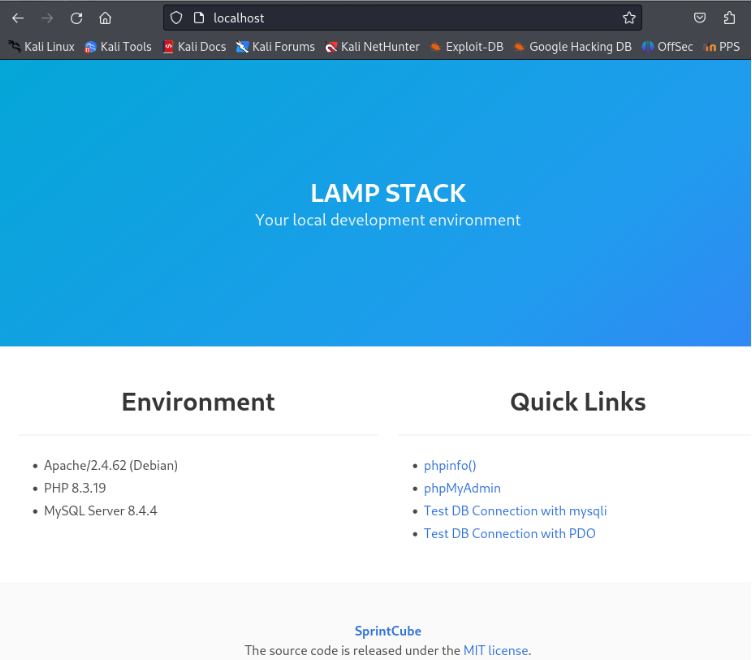 localhost
Kali Linux Kali Tools Kali Docs Kali Forums Kali NetHunter Exploit-DB Google Hacking DB OffSec PPS
LAMP STACK
Your local development environment
Environment
Apache/2.4.62 (Debian)
PHP 8.3.19
MySQL Server 8.4.4
Quick Links
phpinfo()
phpMyAdmin
Test DB Connection with mysqli
Test DB Connection with PDO
SprintCube
The source code is released under the MIT license.